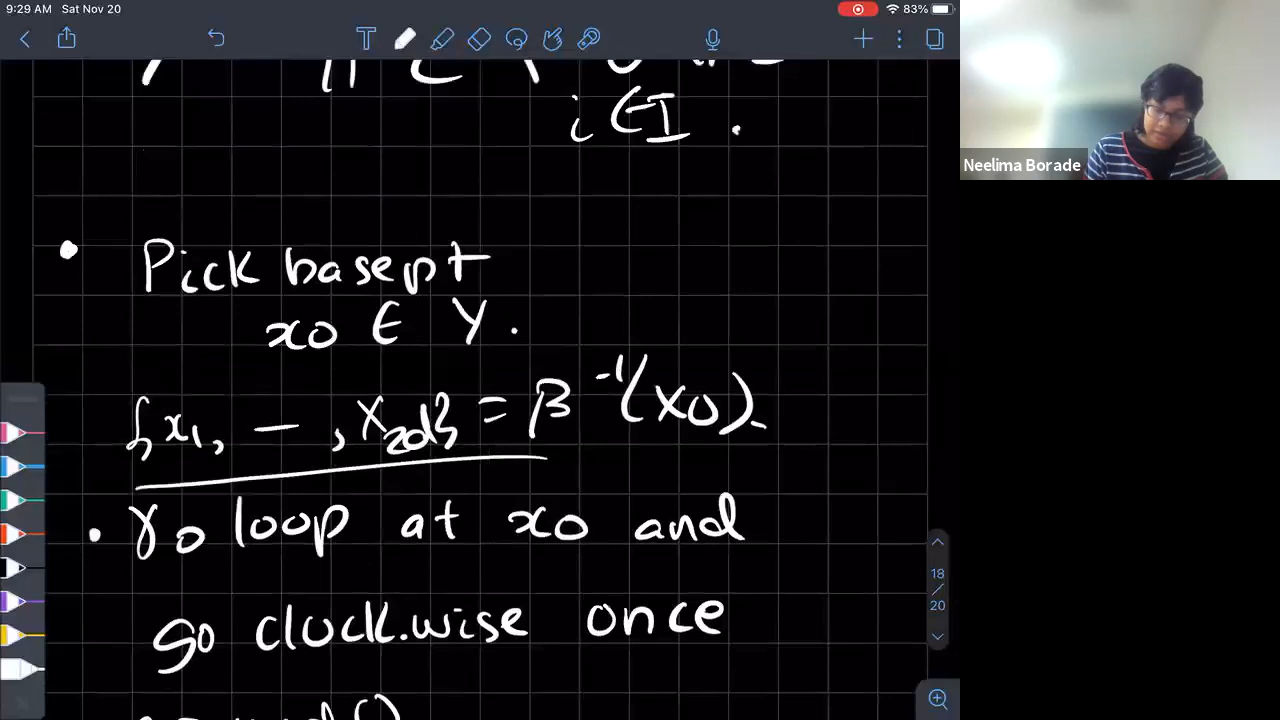 9:29 AM Sat Nov 20
83%
i ∈ I .
Neelima Borade
• Pick basept
x0 ∈ Y .
{x1, – , x2d} = β⁻¹(x0).
• γ0 loop at x0 and
go clockwise once
18
/
20